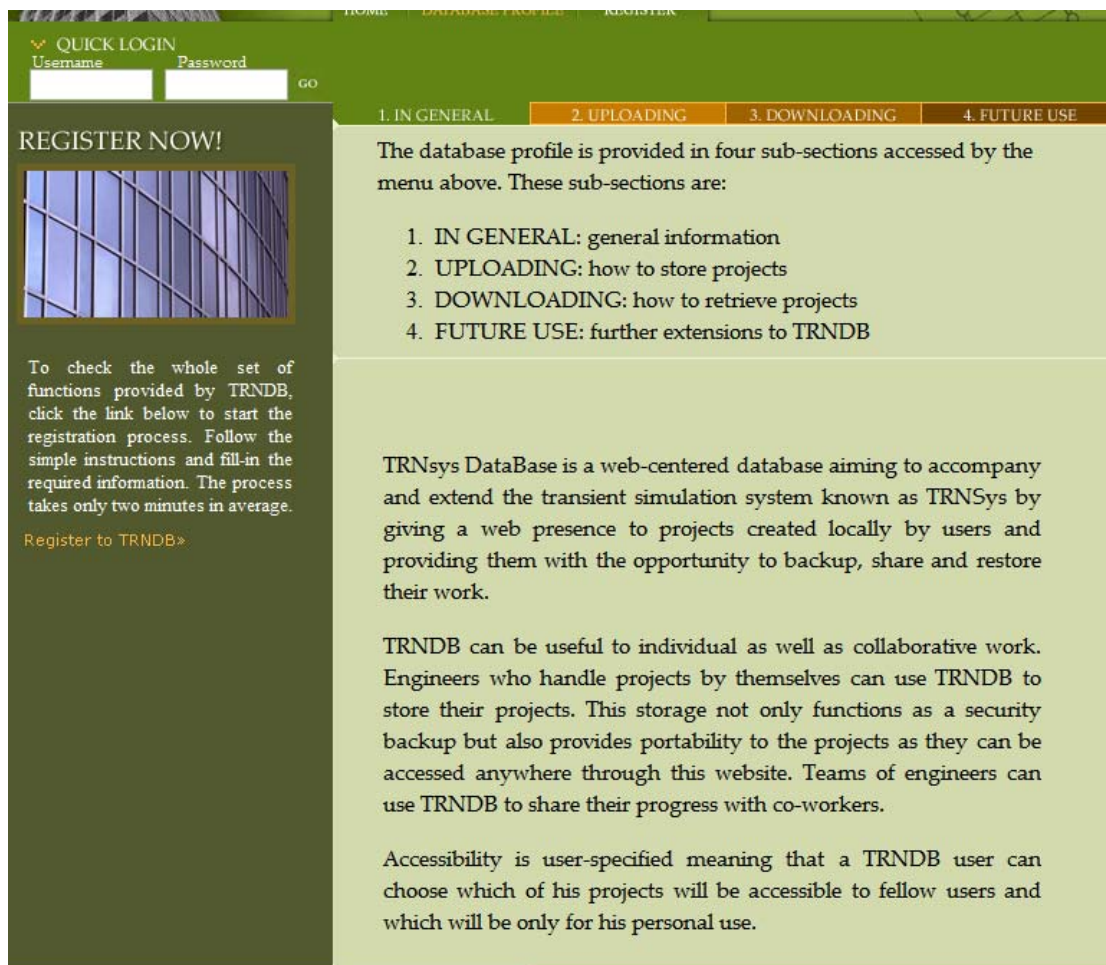 HOME DATABASE PROFILE REGISTER
QUICK LOGIN
Username Password
GO
1. IN GENERAL 2. UPLOADING 3. DOWNLOADING 4. FUTURE USE
REGISTER NOW!
To check the whole set of
functions provided by TRNDB,
click the link below to start the
registration process. Follow the
simple instructions and fill-in the
required information. The process
takes only two minutes in average.
Register to TRNDB»
The database profile is provided in four sub-sections accessed by the
menu above. These sub-sections are:
1. IN GENERAL: general information
2. UPLOADING: how to store projects
3. DOWNLOADING: how to retrieve projects
4. FUTURE USE: further extensions to TRNDB
TRNsys DataBase is a web-centered database aiming to accompany
and extend the transient simulation system known as TRNSys by
giving a web presence to projects created locally by users and
providing them with the opportunity to backup, share and restore
their work.
TRNDB can be useful to individual as well as collaborative work.
Engineers who handle projects by themselves can use TRNDB to
store their projects. This storage not only functions as a security
backup but also provides portability to the projects as they can be
accessed anywhere through this website. Teams of engineers can
use TRNDB to share their progress with co-workers.
Accessibility is user-specified meaning that a TRNDB user can
choose which of his projects will be accessible to fellow users and
which will be only for his personal use.